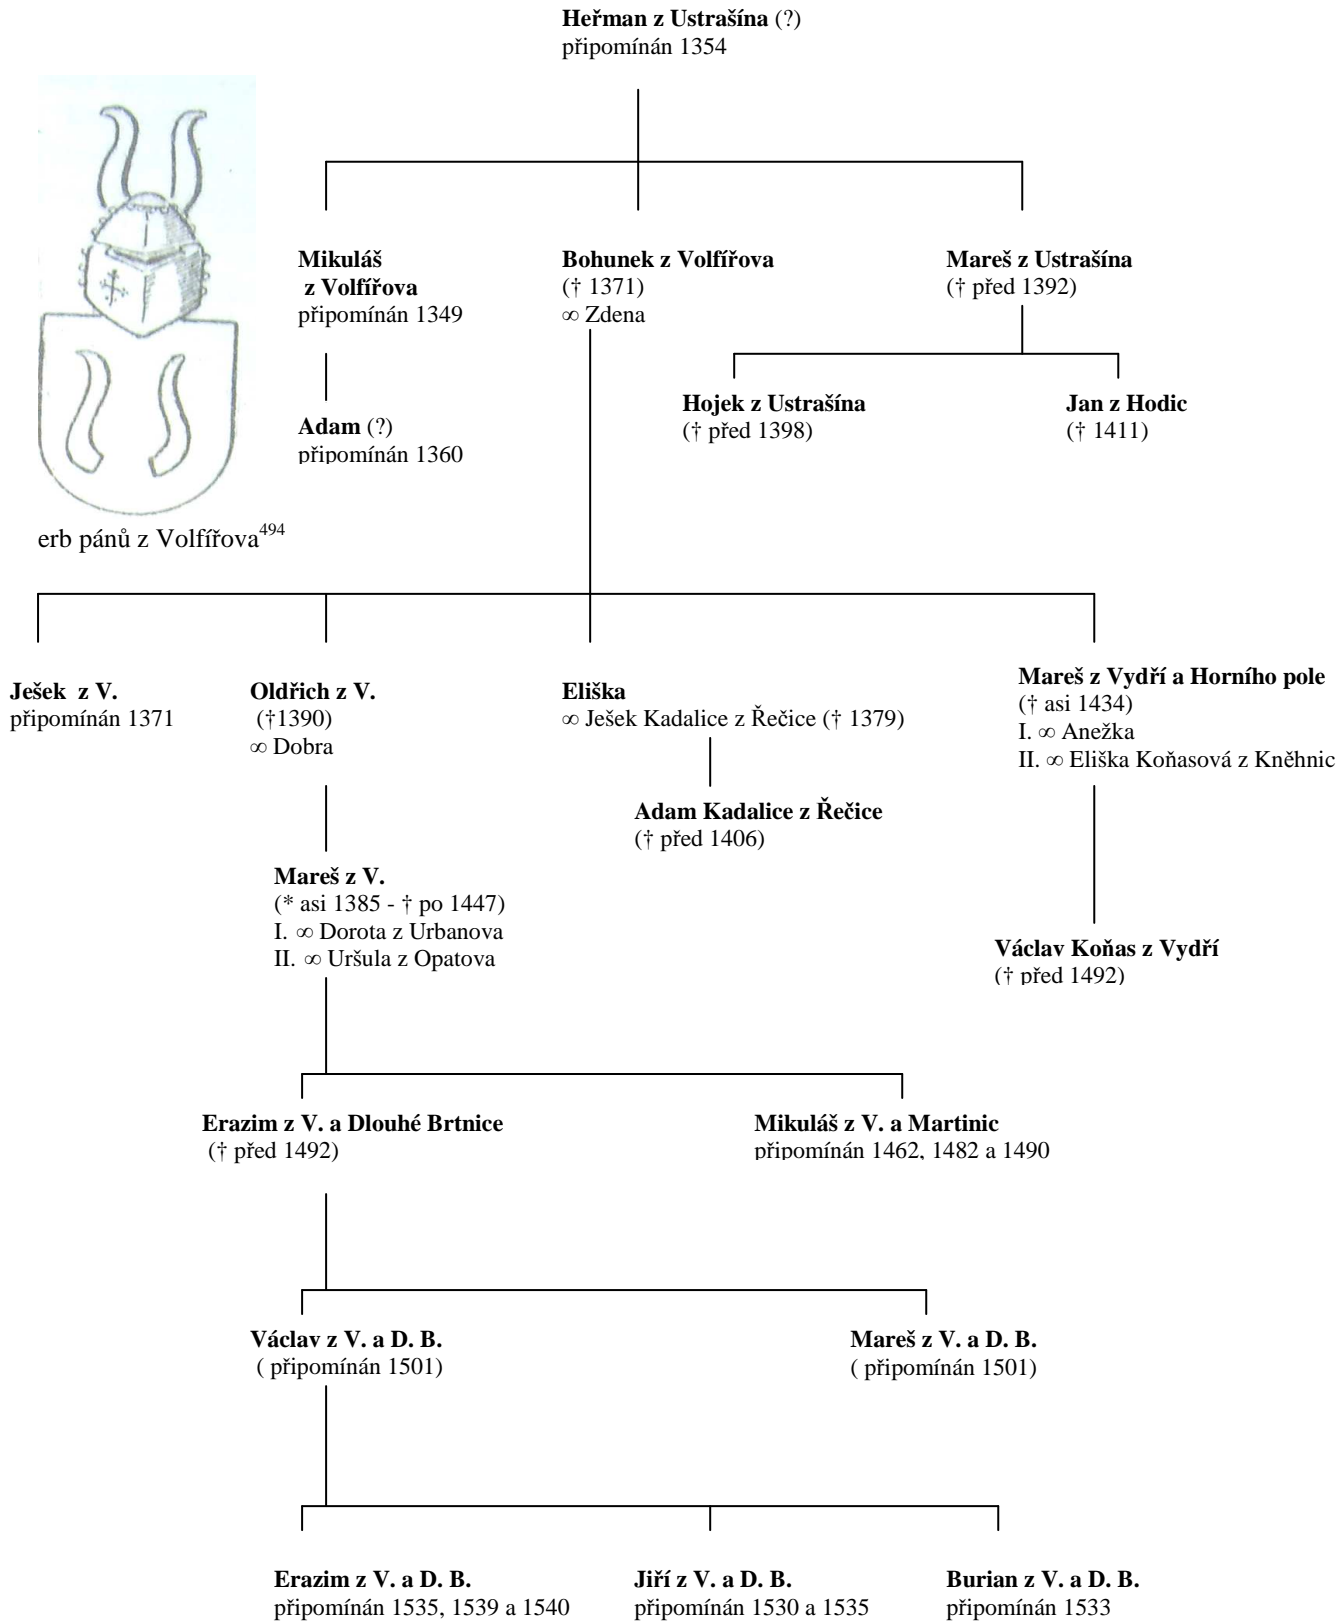 Heřman z Ustrašína (?)
připomínán 1354
Mikuláš
z Volfířova
připomínán 1349
Bohunek z Volfířova
(† 1371)
∞ Zdena
Mareš z Ustrašína
(† před 1392)
Adam (?)
připomínán 1360
Hojek z Ustrašína
(† před 1398)
Jan z Hodic
(† 1411)
erb pánů z Volfířova494
Ješek z V.
připomínán 1371
Oldřich z V.
(†1390)
∞ Dobra
Eliška
∞ Ješek Kadalice z Řečice († 1379)
Mareš z Vydří a Horního pole
(† asi 1434)
I. ∞ Anežka
II. ∞ Eliška Koňasová z Kněhnic
Adam Kadalice z Řečice
(† před 1406)
Mareš z V.
(* asi 1385 - † po 1447)
I. ∞ Dorota z Urbanova
II. ∞ Uršula z Opatova
Václav Koňas z Vydří
(† před 1492)
Erazim z V. a Dlouhé Brtnice
(† před 1492)
Mikuláš z V. a Martinic
připomínán 1462, 1482 a 1490
Václav z V. a D. B.
( připomínán 1501)
Mareš z V. a D. B.
( připomínán 1501)
Erazim z V. a D. B.
připomínán 1535, 1539 a 1540
Jiří z V. a D. B.
připomínán 1530 a 1535
Burian z V. a D. B.
připomínán 1533